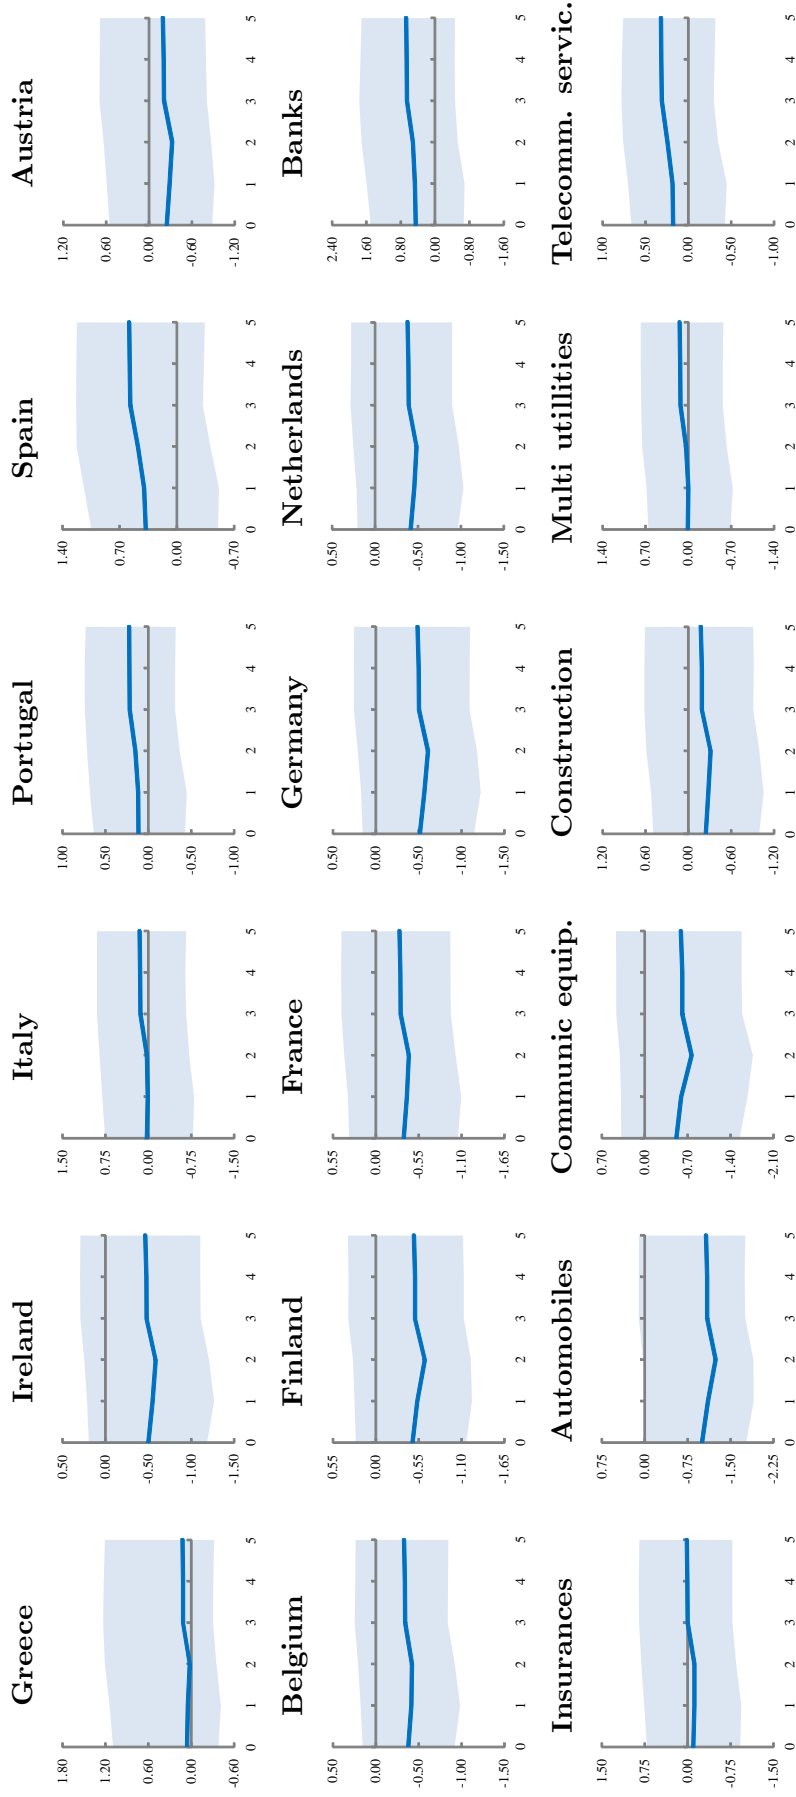 Greece
1.80
1.20
0.60
0.00
-0.60
0 1 2 3 4 5
Ireland
0.50
0.00
-0.50
-1.00
-1.50
0 1 2 3 4 5
Italy
1.50
0.75
0.00
-0.75
-1.50
0 1 2 3 4 5
Portugal
1.00
0.50
0.00
-0.50
-1.00
0 1 2 3 4 5
Spain
1.40
0.70
0.00
-0.70
0 1 2 3 4 5
Austria
1.20
0.60
0.00
-0.60
-1.20
0 1 2 3 4 5
Belgium
0.50
0.00
-0.50
-1.00
-1.50
0 1 2 3 4 5
Finland
0.55
0.00
-0.55
-1.10
-1.65
0 1 2 3 4 5
France
0.55
0.00
-0.55
-1.10
-1.65
0 1 2 3 4 5
Germany
0.50
0.00
-0.50
-1.00
-1.50
0 1 2 3 4 5
Netherlands
0.50
0.00
-0.50
-1.00
-1.50
0 1 2 3 4 5
Banks
2.40
1.60
0.80
0.00
-0.80
-1.60
0 1 2 3 4 5
Insurances
1.50
0.75
0.00
-0.75
-1.50
0 1 2 3 4 5
Automobiles
0.75
0.00
-0.75
-1.50
-2.25
0 1 2 3 4 5
Communic equip.
0.70
0.00
-0.70
-1.40
-2.10
0 1 2 3 4 5
Construction
1.20
0.60
0.00
-0.60
-1.20
0 1 2 3 4 5
Multi utillities
1.40
0.70
0.00
-0.70
-1.40
0 1 2 3 4 5
Telecomm. servic.
1.00
0.50
0.00
-0.50
-1.00
0 1 2 3 4 5